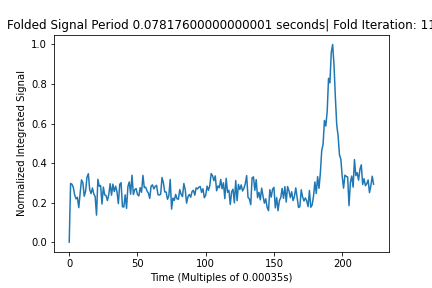 Folded Signal Period 0.07817600000000001 seconds| Fold Iteration: 11
1.0
0.8
0.6
0.4
0.2
0.0
Normalized Integrated Signal
0 50 100 150 200
Time (Multiples of 0.00035s)